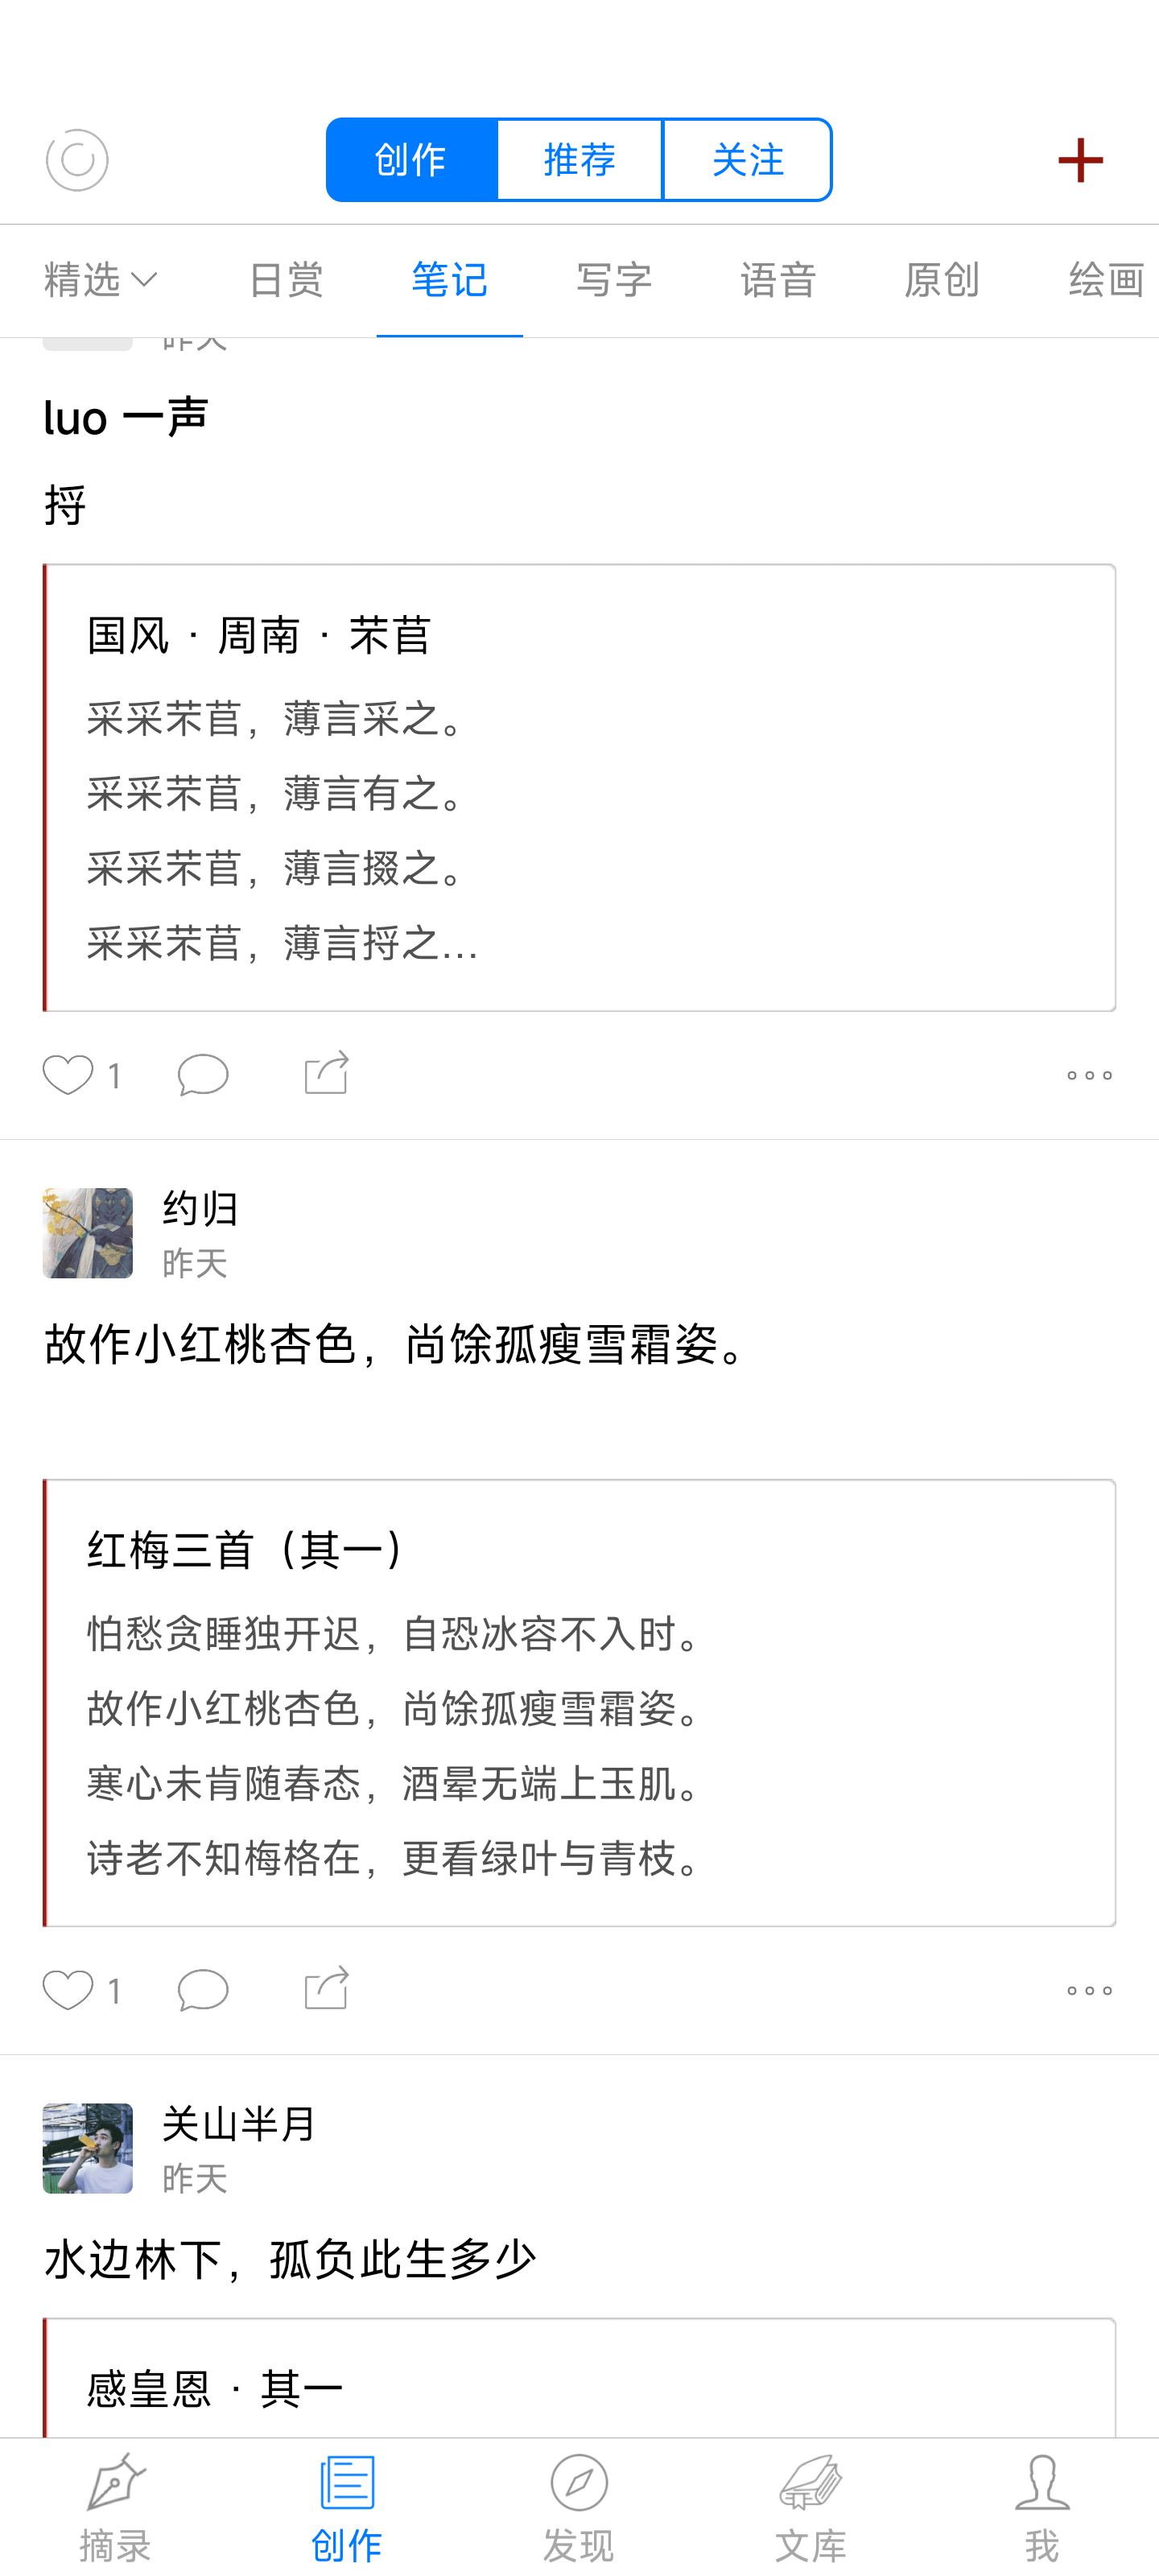 创作 推荐 关注
精选 日赏 笔记 写字 语音 原创 绘画
昨天
luo 一声
捋
国风 · 周南 · 芣苢
采采芣苢，薄言采之。
采采芣苢，薄言有之。
采采芣苢，薄言掇之。
采采芣苢，薄言捋之...
1
约归
昨天
故作小红桃杏色，尚馀孤瘦雪霜姿。
红梅三首（其一）
怕愁贪睡独开迟，自恐冰容不入时。
故作小红桃杏色，尚馀孤瘦雪霜姿。
寒心未肯随春态，酒晕无端上玉肌。
诗老不知梅格在，更看绿叶与青枝。
1
关山半月
昨天
水边林下，孤负此生多少
感皇恩 · 其一
摘录 创作 发现 文库 我